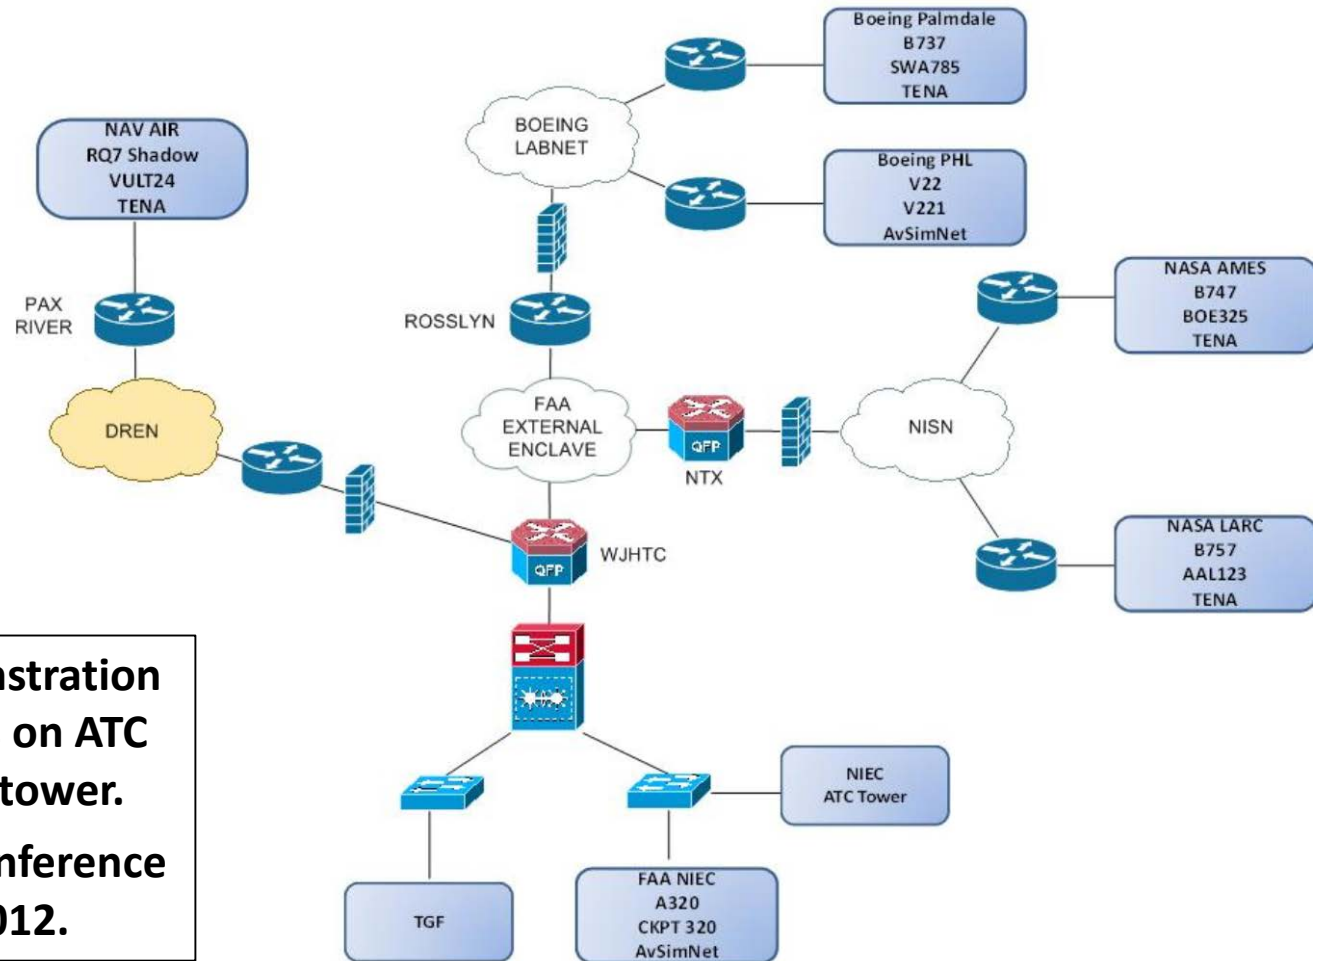 Boeing Palmdale
B737
SWA785
TENA
BOEING
LABNET
NAV AIR
RQ7 Shadow
VULT24
TENA
Boeing PHL
V22
V221
AvSimNet
PAX
RIVER
ROSSLYN
NASA AMES
B747
BOE325
TENA
DREN
FAA
EXTERNAL
ENCLAVE
QFP
NTX
NISN
QFP
WJHTC
NASA LARC
B757
AAL123
TENA
on ATC
tower.
012.
NIEC
ATC Tower
TGF
FAA NIEC
A320
CKPT 320
AvSimNet